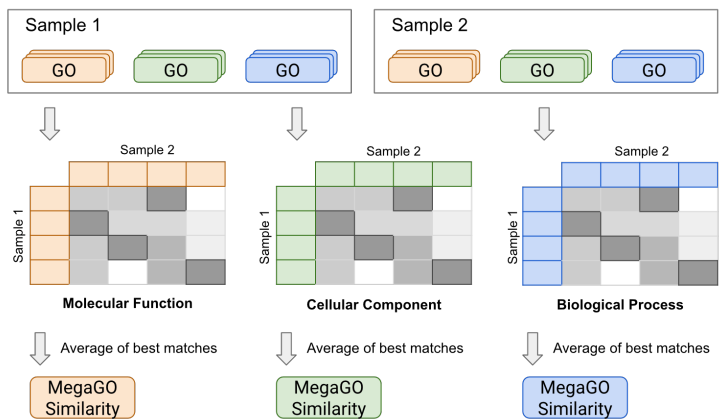 Sample 1
GO
GO
GO
Sample 2
GO
GO
GO
Sample 2
Sample 1
Molecular Function
Sample 2
Sample 1
Cellular Component
Sample 2
Sample 1
Biological Process
Average of best matches
Average of best matches
Average of best matches
MegaGO
Similarity
MegaGO
Similarity
MegaGO
Similarity